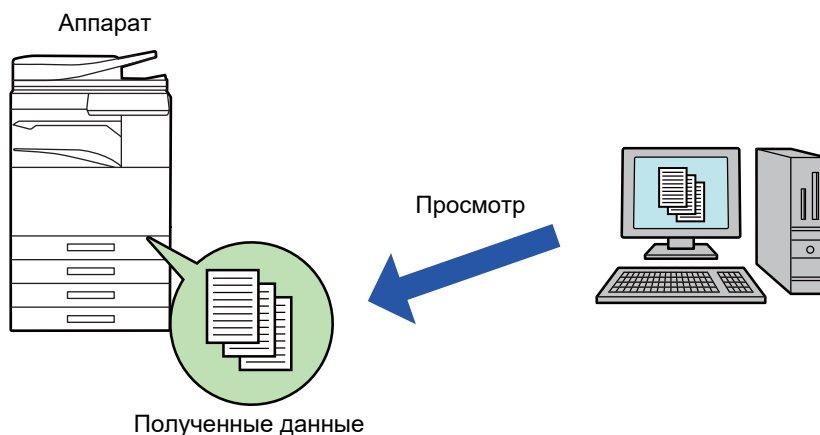 Аппарат
Просмотр
Полученные данные